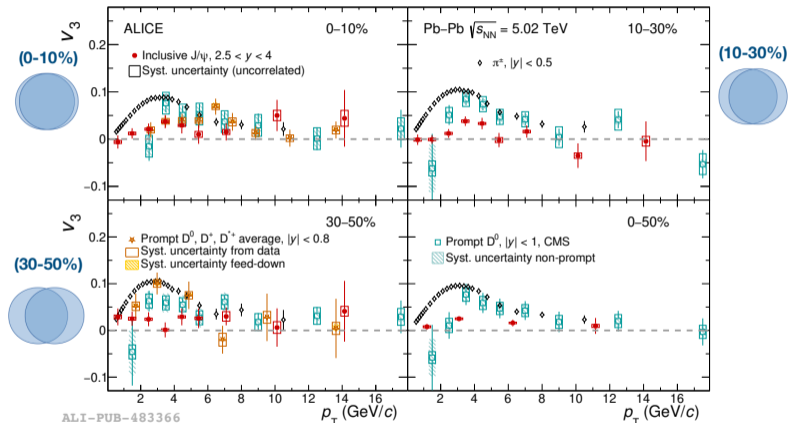 ALICE
0–10%
Pb–Pb √sNN = 5.02 TeV
10–30%
v3
0.2
0.1
0
−0.1
Inclusive J/ψ, 2.5 < y < 4
Syst. uncertainty (uncorrelated)
π±, |y| < 0.5
(0-10%)
(10-30%)
30–50%
0–50%
v3
0.2
0.1
0
−0.1
Prompt D0, D+, D*+ average, |y| < 0.8
Syst. uncertainty from data
Syst. uncertainty feed-down
Prompt D0, |y| < 1, CMS
Syst. uncertainty non-prompt
(30-50%)
2 4 6 8 10 12 14 16
2 4 6 8 10 12 14 16
pT (GeV/c)
pT (GeV/c)
ALI-PUB-483366